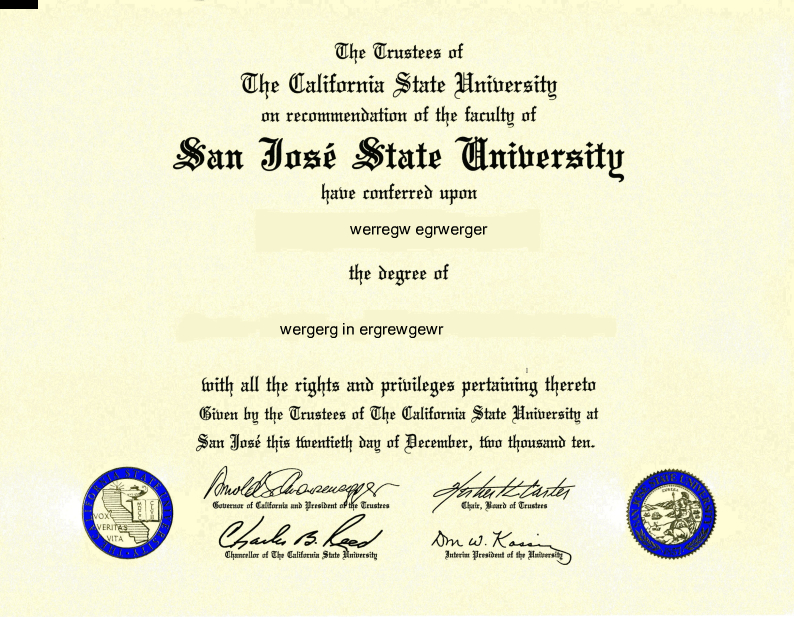 The Trustees of
The California State University
on recommendation of the faculty of
San José State University
have conferred upon
werregw egrwerger
the degree of
wergerg in ergrewgewr
with all the rights and privileges pertaining thereto
Given by the Trustees of The California State University at
San José this twentieth day of December, two thousand ten.
Governor of California and President of the Trustees
Chair, Board of Trustees
Charles B. Reed
Don W. Kassing
Chancellor of The California State University
Interim President of the University
VOX
VERITAS
VITA